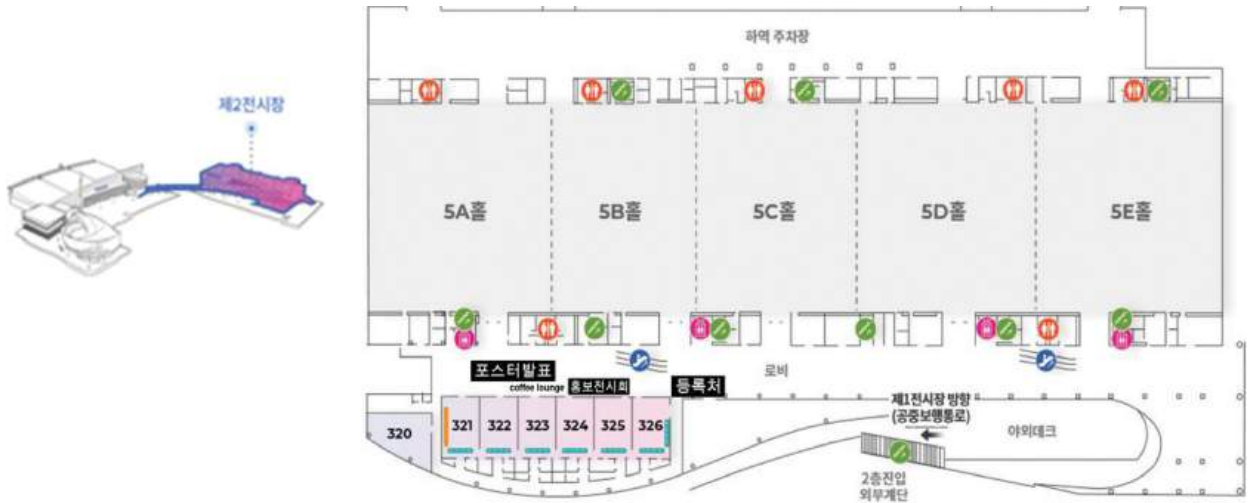 제2전시장
하역 주차장
5A홀
5B홀
5C홀
5D홀
5E홀
포스터발표
coffee lounge
홍보전시회
등록처
로비
제1전시장 방향
(공중보행통로)
야외데크
320
321
322
323
324
325
326
2층진입
외부계단